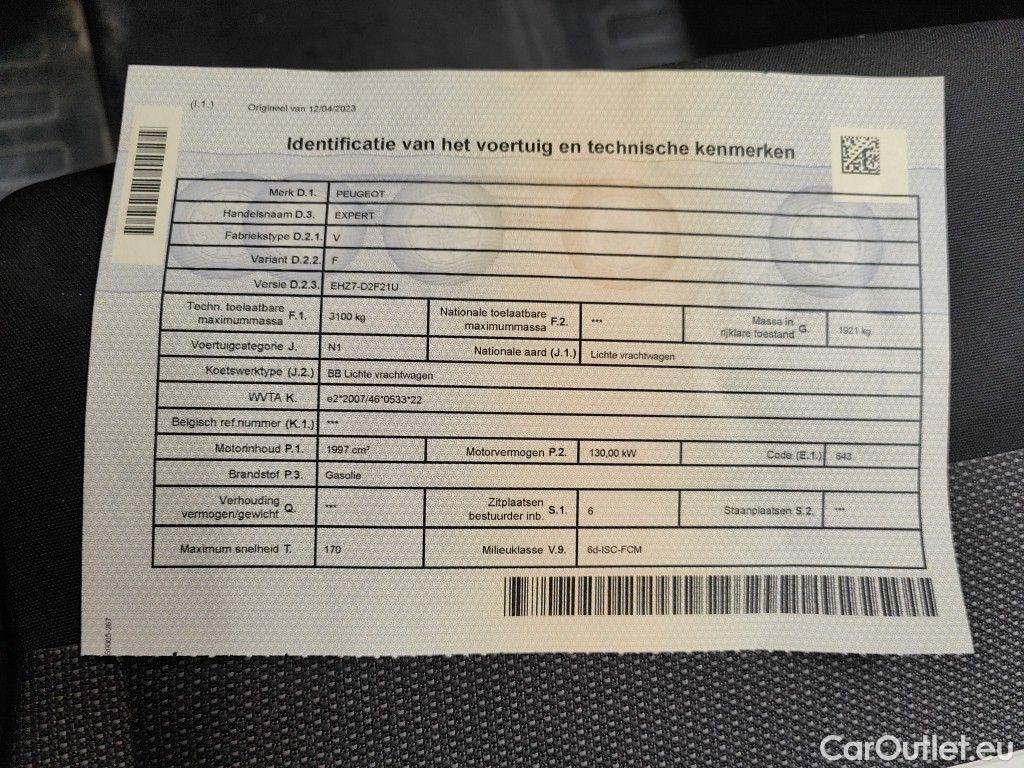 (I.1.) Origineel van 12/04/2023
Identificatie van het voertuig en technische kenmerken
Merk D.1. PEUGEOT
Handelsnaam D.3. EXPERT
Fabriekstype D.2.1. V
Variant D.2.2. F
Versie D.2.3. EHZ7-D2F21U
Techn. toelaatbare maximummassa F.1. 3100 kg Nationale toelaatbare maximummassa F.2. *** Massa in rijklare toestand G. 1921 kg
Voertuigcategorie J. N1 Nationale aard (J.1.) Lichte vrachtwagen
Koetswerktype (J.2.) BB Lichte vrachtwagen
WVTA K. e2*2007/46*0533*22
Belgisch ref.nummer (K.1.) ***
Motorinhoud P.1. 1997 cm³ Motorvermogen P.2. 130,00 kW Code (E.1.) 643
Brandstof P.3. Gasolie
Verhouding vermogen/gewicht Q. *** Zitplaatsen bestuurder inb. S.1. 6 Staanplaatsen S.2. ***
Maximum snelheid T. 170 Milieuklasse V.9. 6d-ISC-FCM
CarOutlet.eu